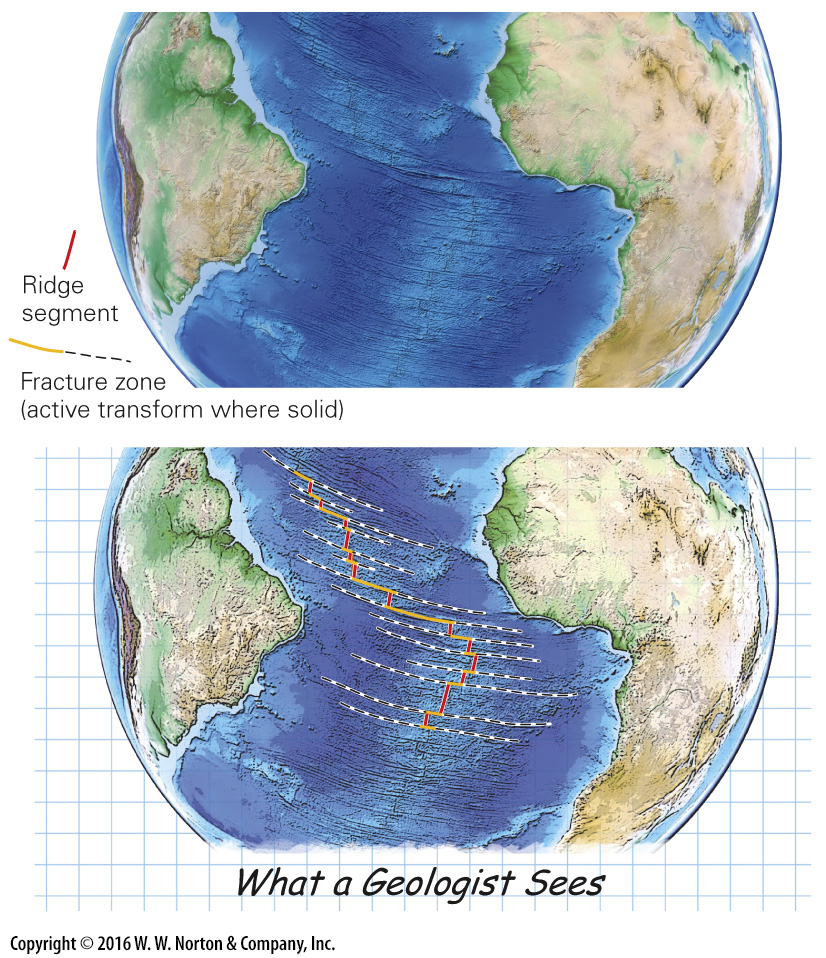 Ridge
segment
Fracture zone
(active transform where solid)
What a Geologist Sees
Copyright © 2016 W. W. Norton & Company, Inc.